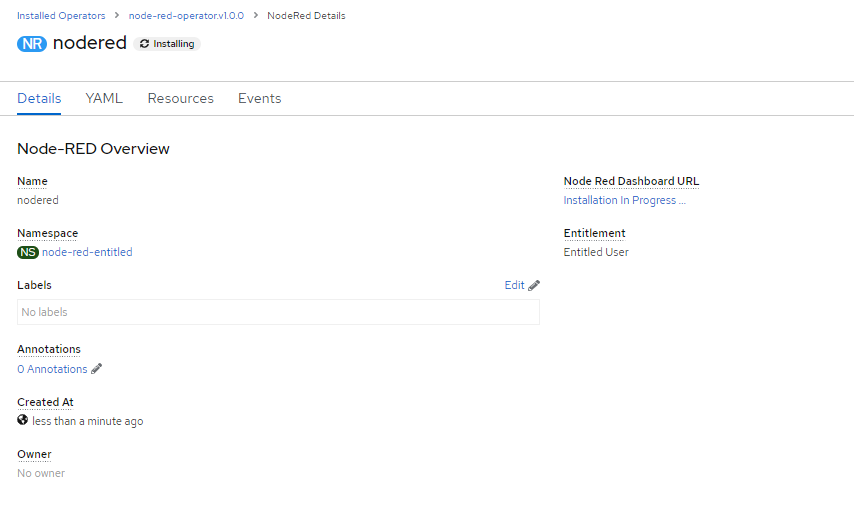 Installed Operators > node-red-operator.v1.0.0 > NodeRed Details
NR nodered Installing
Details YAML Resources Events
Node-RED Overview
Name
nodered
Namespace
NS node-red-entitled
Labels Edit
No labels
Annotations
0 Annotations
Created At
less than a minute ago
Owner
No owner
Node Red Dashboard URL
Installation In Progress ...
Entitlement
Entitled User